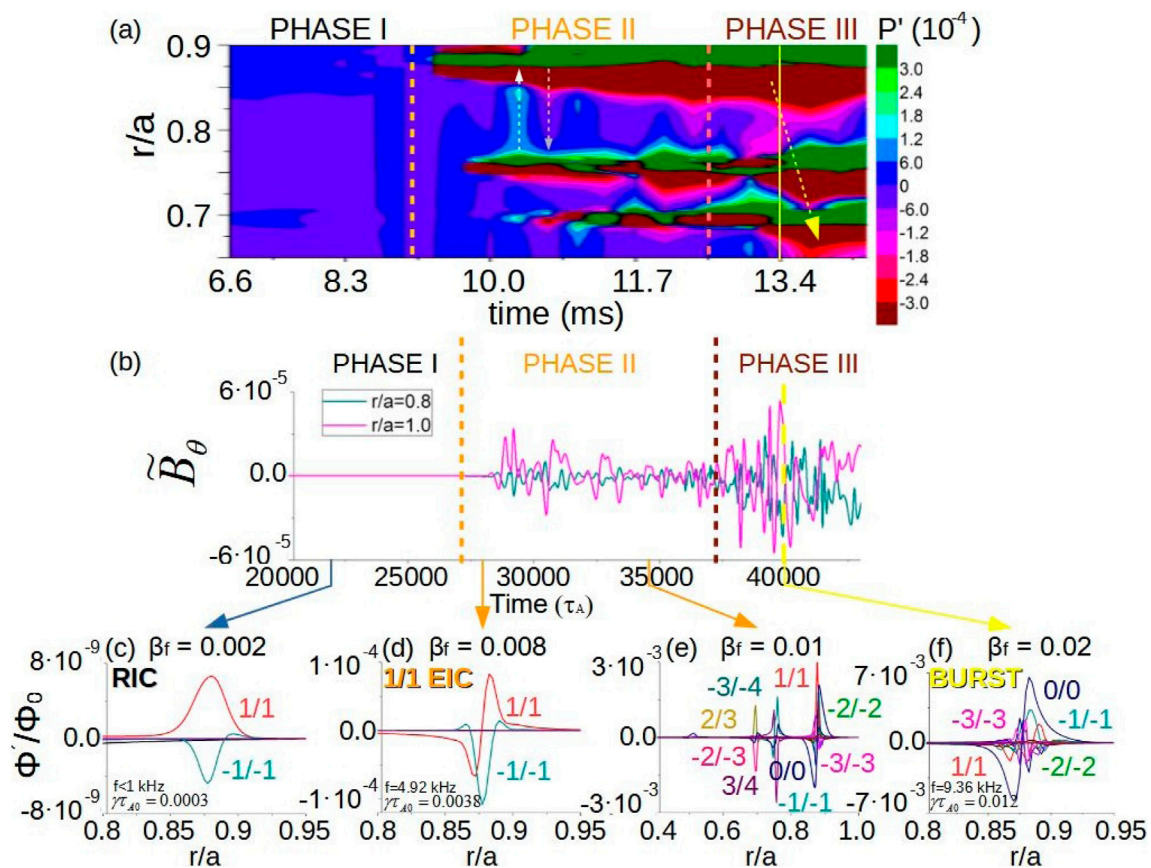 (a) PHASE I PHASE II PHASE III P' (10⁻⁴)
0.9
0.8
0.7
r/a
3.0
2.4
1.8
1.2
6.0
0
-6.0
-1.2
-1.8
-2.4
-3.0
6.6 8.3 10.0 11.7 13.4
time (ms)
(b) PHASE I PHASE II PHASE III
6·10⁻⁵
0.0
-6·10⁻⁵
B̃θ
r/a=0.8
r/a=1.0
20000 25000 30000 35000 40000
Time (τA)
(c) βf = 0.002
8·10⁻⁹
0.0
-8·10⁻⁹
Φ'/Φ0
RIC
1/1
-1/-1
f<1 kHz
γτA0 = 0.0003
0.8 0.85 0.9 0.95
r/a
(d) βf = 0.008
1·10⁻⁴
0.0
-1·10⁻⁴
1/1 EIC
1/1
-1/-1
f=4.92 kHz
γτA0 = 0.0038
0.8 0.85 0.9 0.95
r/a
(e) βf = 0.01
3·10⁻³
0.0
-3·10⁻³
-3/-4 1/1
2/3 -2/-2
-2/-3 0/0 -3/-3
3/4 -1/-1
0.4 0.6 0.8 1.0
r/a
(f) βf = 0.02
7·10⁻³
0.0
-7·10⁻³
BURST
0/0
-3/-3 -1/-1
1/1 -2/-2
f=9.36 kHz
γτA0 = 0.012
0.8 0.85 0.9 0.95
r/a